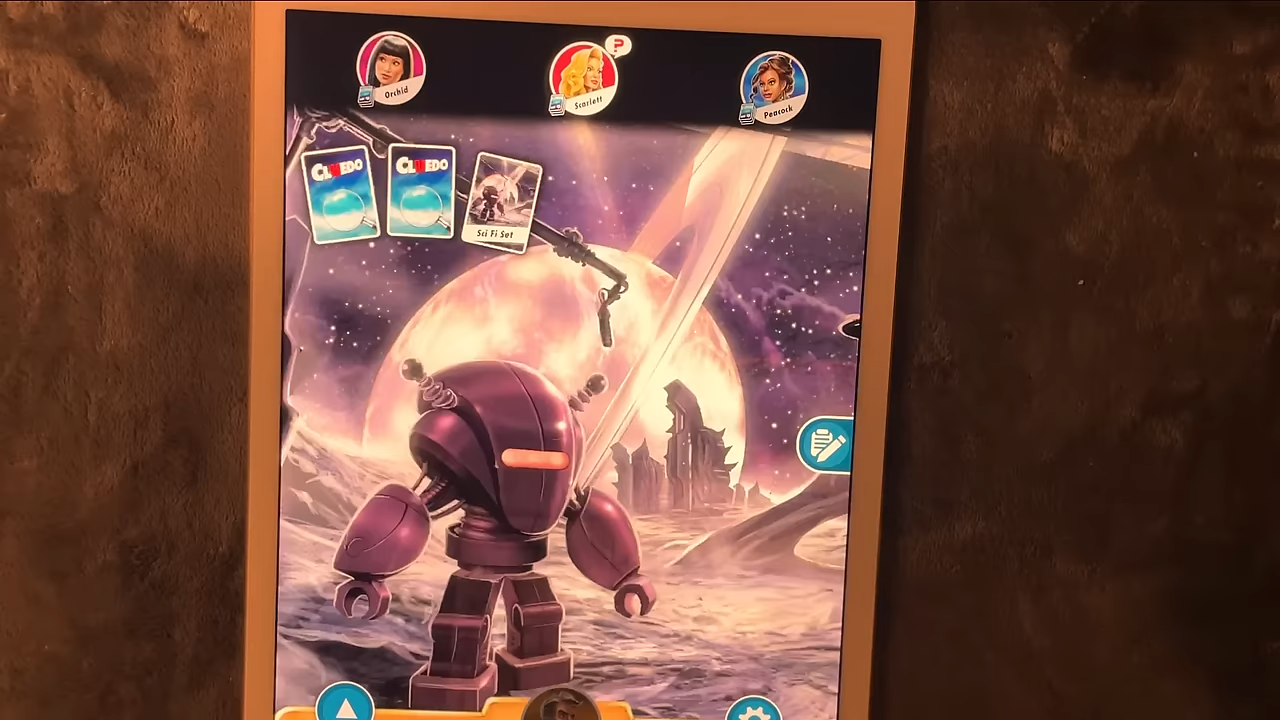 Orchid
?
Scarlett
Peacock
CLUEDO
CLUEDO
Sci Fi Set